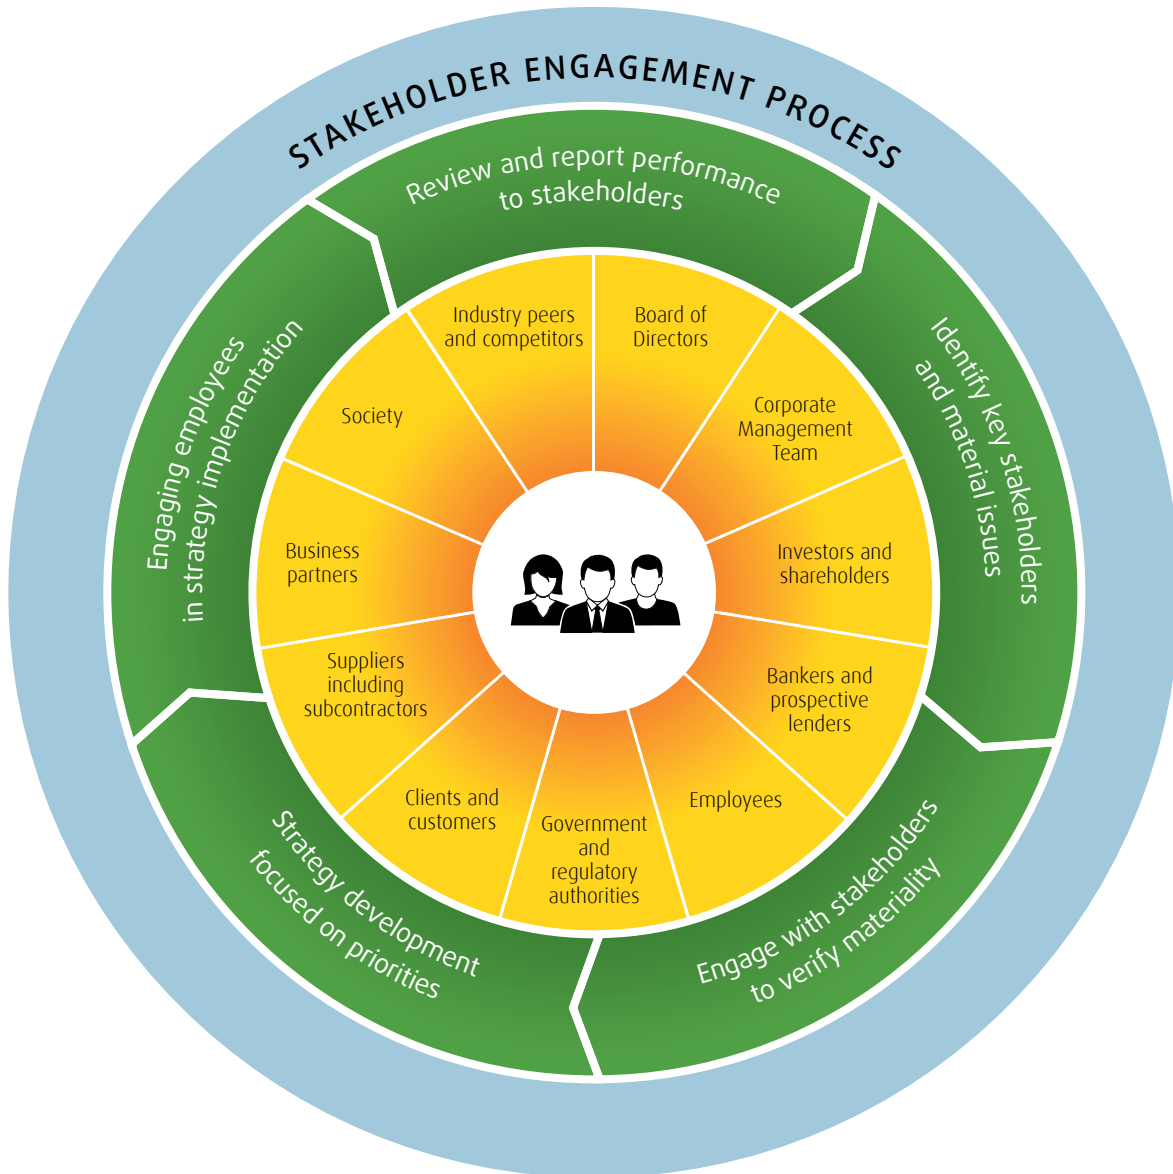 STAKEHOLDER ENGAGEMENT PROCESS
Review and report performance
to stakeholders
Identify key stakeholders
and material issues
Engage with stakeholders
to verify materiality
Strategy development
focused on priorities
Engaging employees
in strategy implementation
Industry peers
and competitors
Board of
Directors
Corporate
Management
Team
Investors and
shareholders
Bankers and
prospective
lenders
Employees
Government
and
regulatory
authorities
Clients and
customers
Suppliers
including
subcontractors
Business
partners
Society